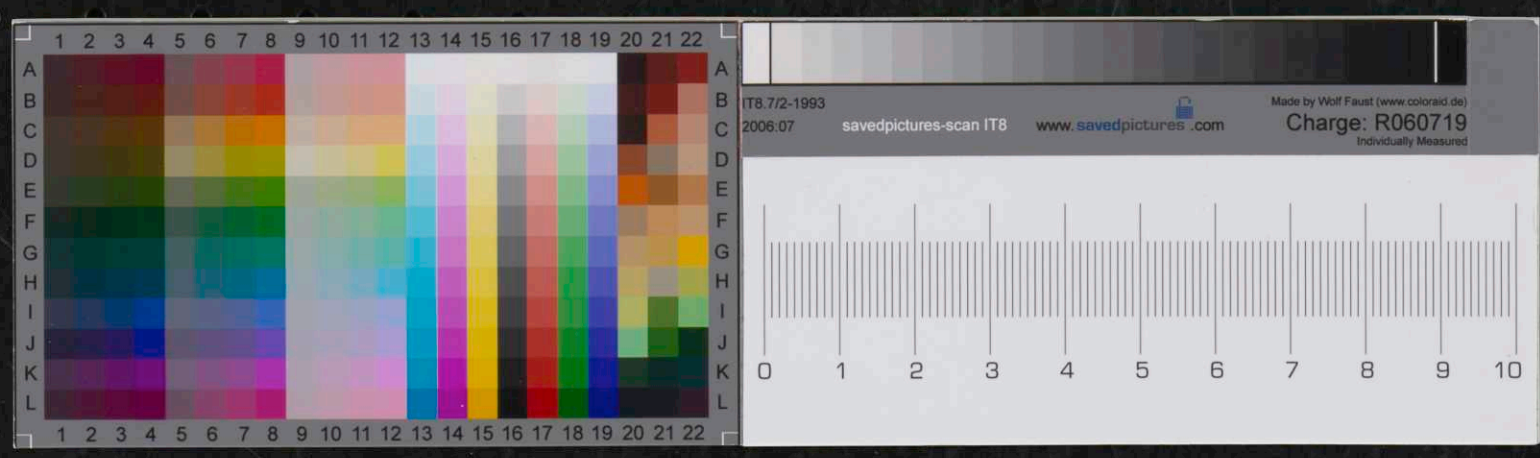 1 2 3 4 5 6 7 8 9 10 11 12 13 14 15 16 17 18 19 20 21 22
A A
B B
C C
D D
E E
F F
G G
H H
I I
J J
K K
L L
1 2 3 4 5 6 7 8 9 10 11 12 13 14 15 16 17 18 19 20 21 22
IT8.7/2-1993
2006:07
savedpictures-scan IT8
www.savedpictures.com
Made by Wolf Faust (www.coloraid.de)
Charge: R060719
Individually Measured
0 1 2 3 4 5 6 7 8 9 10